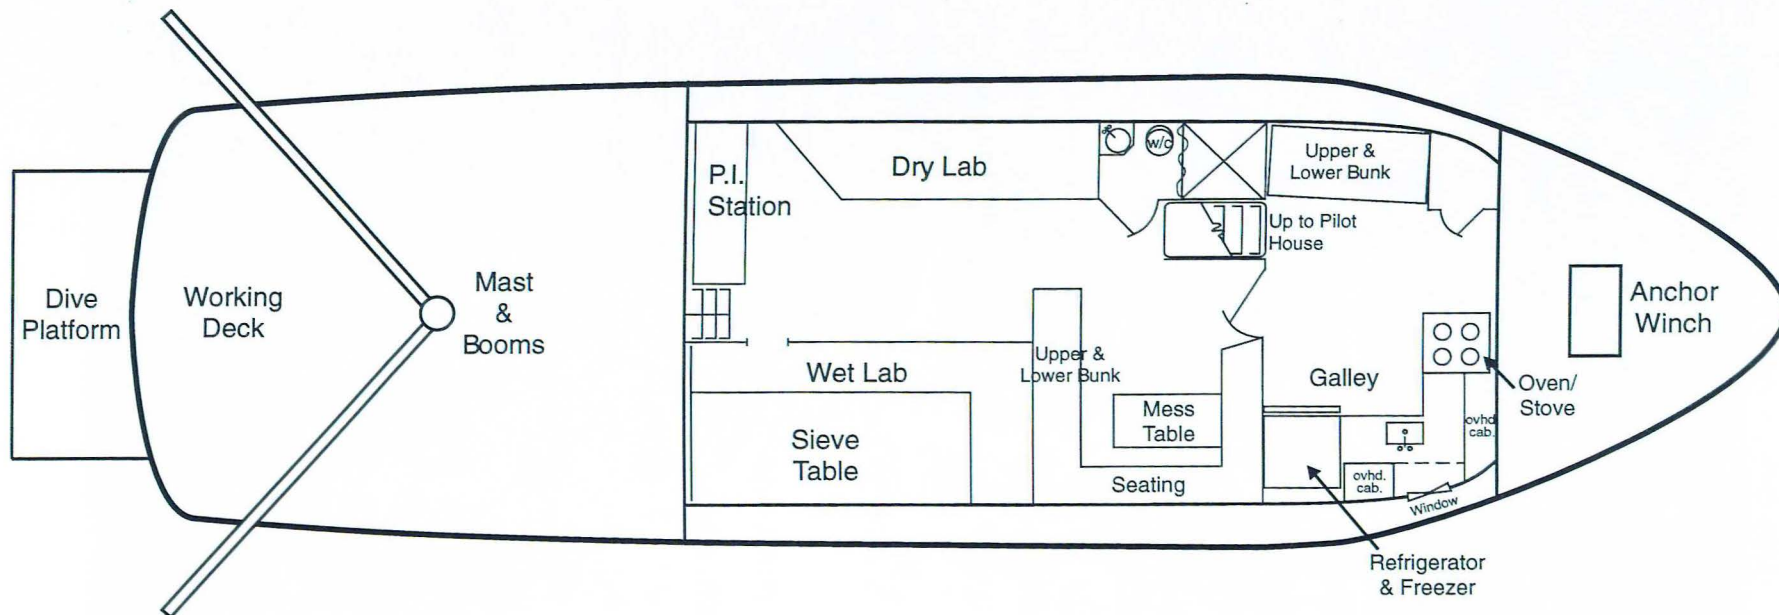 Dive
Platform
Working
Deck
Mast
&
Booms
P.I.
Station
Dry Lab
w/c
Upper &
Lower Bunk
Up to Pilot
House
Wet Lab
Sieve
Table
Upper &
Lower Bunk
Mess
Table
Seating
Galley
ovhd.
cab.
ovhd.
cab.
Window
Oven/
Stove
Refrigerator
& Freezer
Anchor
Winch